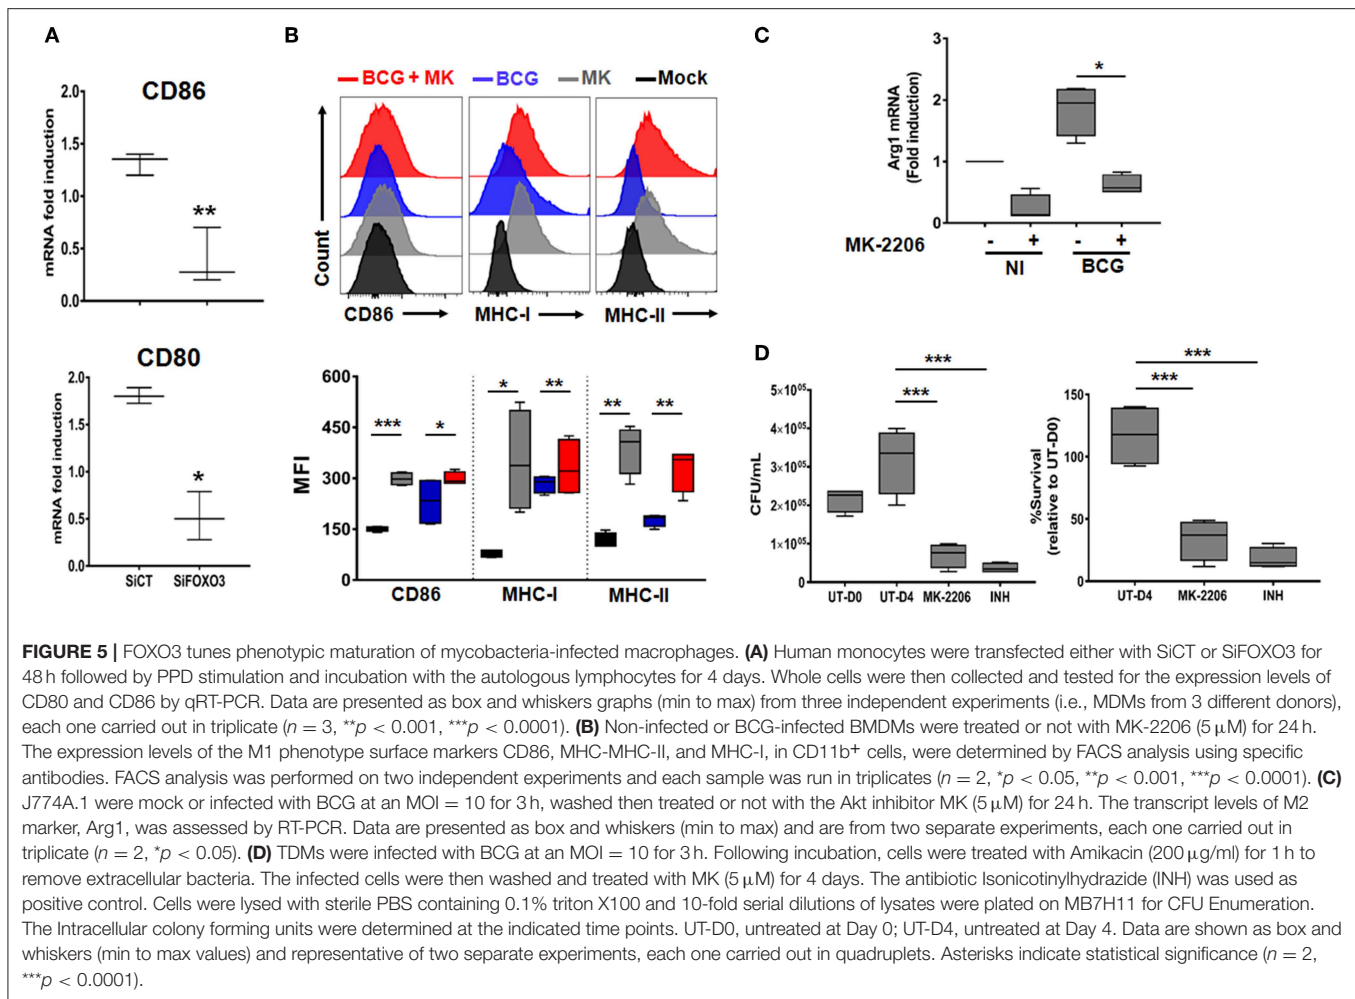 A
CD86
mRNA fold induction
2.0
1.5
1.0
0.5
0.0
**
CD80
mRNA fold induction
2.0
1.5
1.0
0.5
0.0
*
SiCT SiFOXO3
B
BCG + MK BCG MK Mock
Count
CD86 MHC-I MHC-II
MFI
600
450
300
150
0
*** * * ** ** **
CD86 MHC-I MHC-II
C
Arg1 mRNA
(Fold induction)
3
2
1
0
*
MK-2206 - + - +
NI BCG
D
CFU/mL
5×10⁰⁵
4×10⁰⁵
3×10⁰⁵
2×10⁰⁵
1×10⁰⁵
0
***
***
UT-D0 UT-D4 MK-2206 INH
%Survival
(relative to UT-D0)
150
100
50
0
***
***
UT-D4 MK-2206 INH
FIGURE 5 | FOXO3 tunes phenotypic maturation of mycobacteria-infected macrophages. (A) Human monocytes were transfected either with SiCT or SiFOXO3 for
48 h followed by PPD stimulation and incubation with the autologous lymphocytes for 4 days. Whole cells were then collected and tested for the expression levels of
CD80 and CD86 by qRT-PCR. Data are presented as box and whiskers graphs (min to max) from three independent experiments (i.e., MDMs from 3 different donors),
each one carried out in triplicate (n = 3, **p < 0.001, ***p < 0.0001). (B) Non-infected or BCG-infected BMDMs were treated or not with MK-2206 (5 μM) for 24 h.
The expression levels of the M1 phenotype surface markers CD86, MHC-MHC-II, and MHC-I, in CD11b⁺ cells, were determined by FACS analysis using specific
antibodies. FACS analysis was performed on two independent experiments and each sample was run in triplicates (n = 2, *p < 0.05, **p < 0.001, ***p < 0.0001). (C)
J774A.1 were mock or infected with BCG at an MOI = 10 for 3 h, washed then treated or not with the Akt inhibitor MK (5 μM) for 24 h. The transcript levels of M2
marker, Arg1, was assessed by RT-PCR. Data are presented as box and whiskers (min to max) and are from two separate experiments, each one carried out in
triplicate (n = 2, *p < 0.05). (D) TDMs were infected with BCG at an MOI = 10 for 3 h. Following incubation, cells were treated with Amikacin (200 μg/ml) for 1 h to
remove extracellular bacteria. The infected cells were then washed and treated with MK (5 μM) for 4 days. The antibiotic Isonicotinylhydrazide (INH) was used as
positive control. Cells were lysed with sterile PBS containing 0.1% triton X100 and 10-fold serial dilutions of lysates were plated on MB7H11 for CFU Enumeration.
The Intracellular colony forming units were determined at the indicated time points. UT-D0, untreated at Day 0; UT-D4, untreated at Day 4. Data are shown as box and
whiskers (min to max values) and representative of two separate experiments, each one carried out in quadruplets. Asterisks indicate statistical significance (n = 2,
***p < 0.0001).